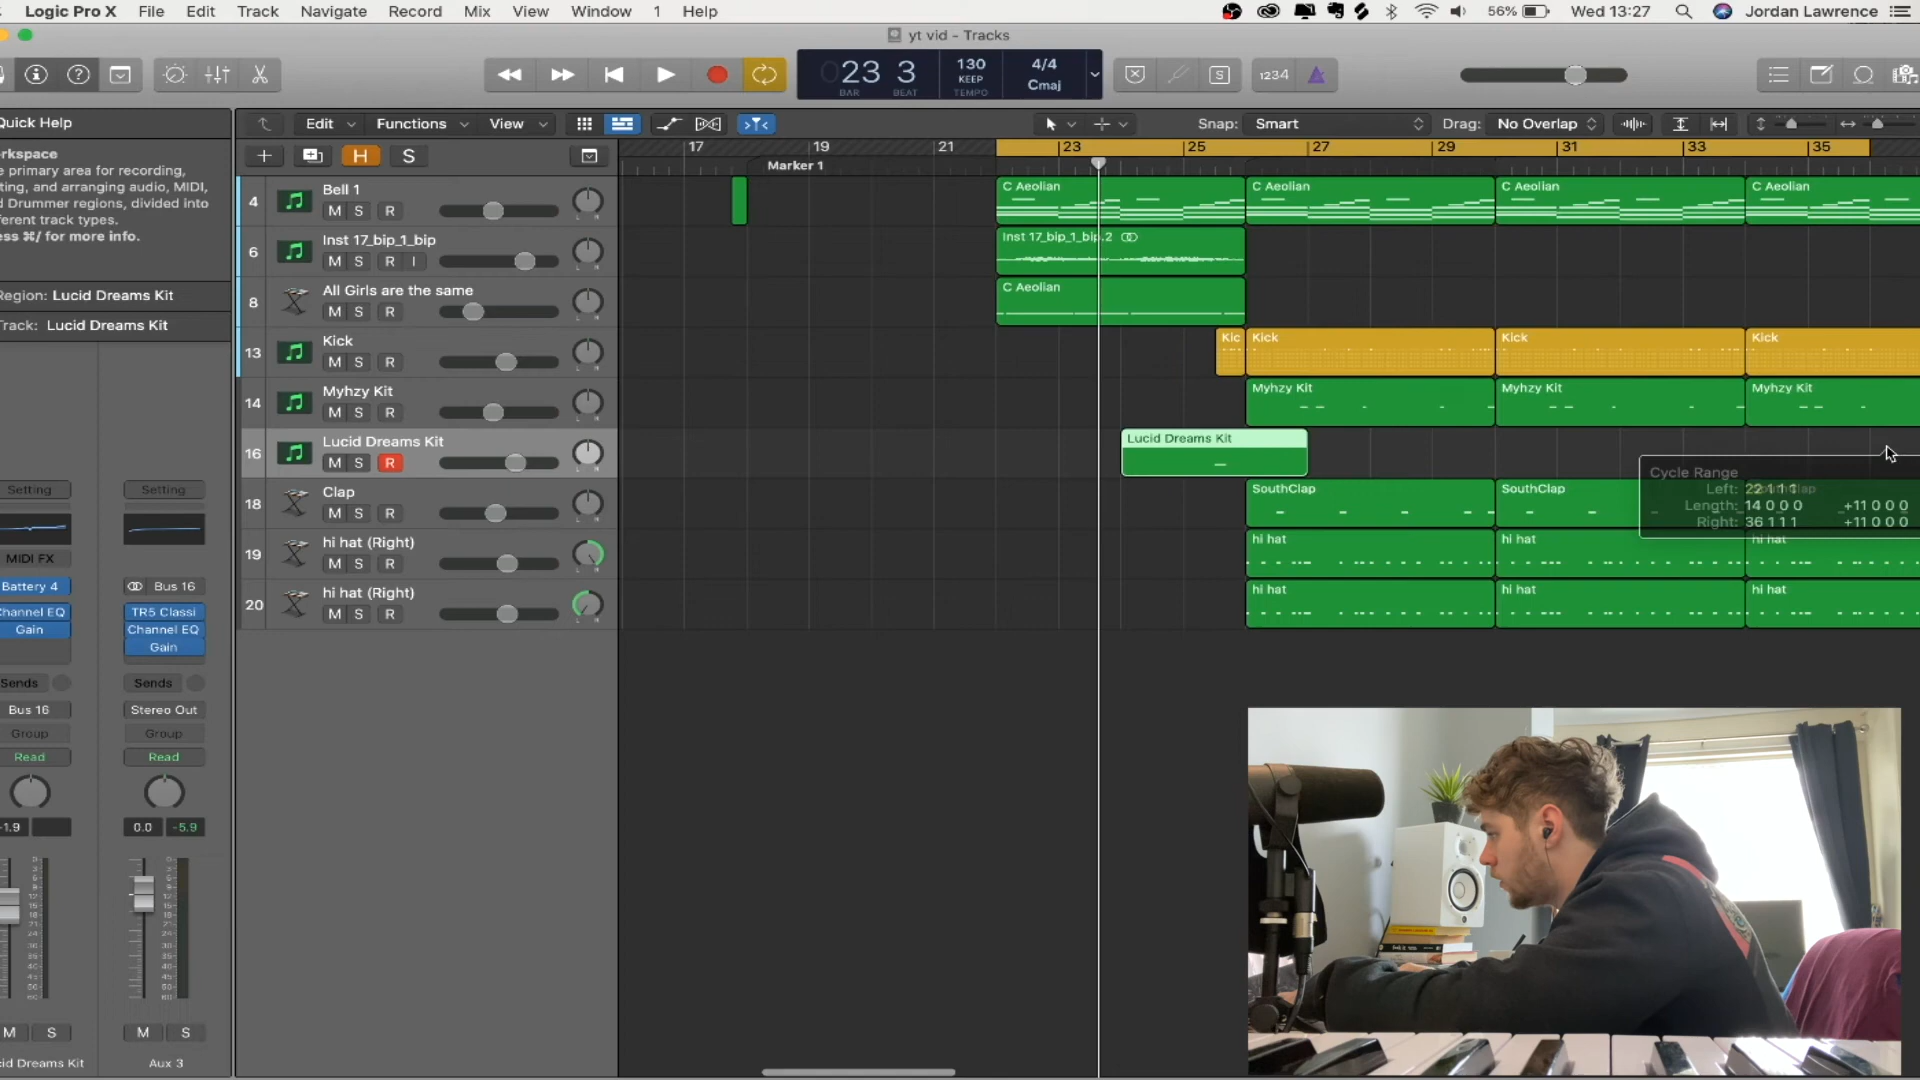 Logic Pro X File Edit Track Navigate Record Mix View Window 1 Help 56% Wed 13:27 Jordan Lawrence
yt vid - Tracks
23 3 130 KEEP 4/4 Cmaj 1234
BAR BEAT TEMPO
Quick Help Edit Functions View Snap: Smart Drag: No Overlap
rkspace
e primary area for recording,
ting, and arranging audio, MIDI,
d Drummer regions, divided into
ferent track types.
ess ⌘/ for more info.
H S 17 19 21 23 25 27 29 31 33 35
Marker 1
Region: Lucid Dreams Kit
Track: Lucid Dreams Kit
4 Bell 1 C Aeolian C Aeolian C Aeolian C Aeolian
M S R
6 Inst 17_bip_1_bip Inst 17_bip_1_bip.2
M S R I
8 All Girls are the same C Aeolian
M S R
13 Kick Kic Kick Kick Kick
M S R
14 Myhzy Kit Myhzy Kit Myhzy Kit Myhzy Kit
M S R
16 Lucid Dreams Kit Lucid Dreams Kit
M S R
18 Clap SouthClap SouthClap
M S R
19 hi hat (Right) hi hat hi hat hi hat
M S R
20 hi hat (Right) hi hat hi hat hi hat
M S R
Cycle Range
Left: 22 1 1 1
Length: 14 0 0 0 +11 0 0 0
Right: 36 1 1 1 +11 0 0 0
Setting Setting
MIDI FX
Battery 4 Bus 16
Channel EQ TR5 Classi
Gain Channel EQ
Gain
Sends Sends
Bus 16 Stereo Out
Group Group
Read Read
-1.9 0.0 -5.9
M S M S
cid Dreams Kit Aux 3